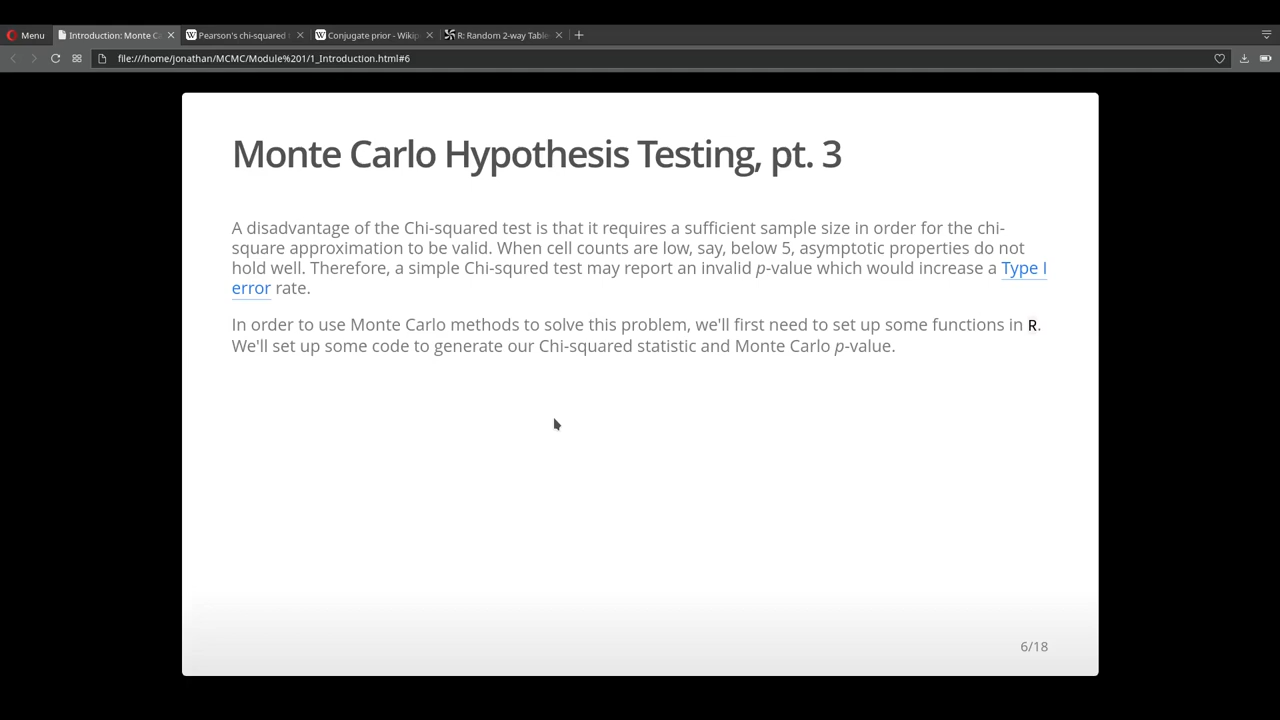 Menu
Introduction: Monte Ca
Pearson's chi-squared
Conjugate prior - Wikip
R: Random 2-way Table
file:///home/jonathan/MCMC/Module%201/1_Introduction.html#6
Monte Carlo Hypothesis Testing, pt. 3
A disadvantage of the Chi-squared test is that it requires a sufficient sample size in order for the chi-
square approximation to be valid. When cell counts are low, say, below 5, asymptotic properties do not
hold well. Therefore, a simple Chi-squred test may report an invalid p-value which would increase a Type I
error rate.
In order to use Monte Carlo methods to solve this problem, we'll first need to set up some functions in R.
We'll set up some code to generate our Chi-squared statistic and Monte Carlo p-value.
6/18